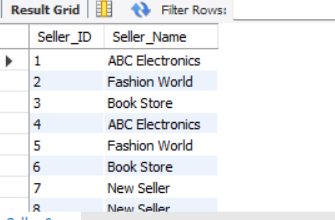 Result Grid Filter Rows:
Seller_ID Seller_Name
1 ABC Electronics
2 Fashion World
3 Book Store
4 ABC Electronics
5 Fashion World
6 Book Store
7 New Seller
8 New Seller